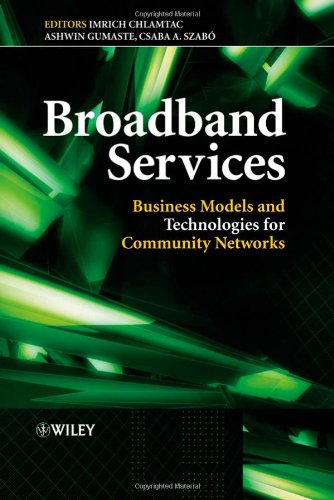 EDITORS IMRICH CHLAMTAC
ASHWIN GUMASTE, CSABA A. SZABÓ
Broadband
Services
Business Models and
Technologies for
Community Networks
WILEY